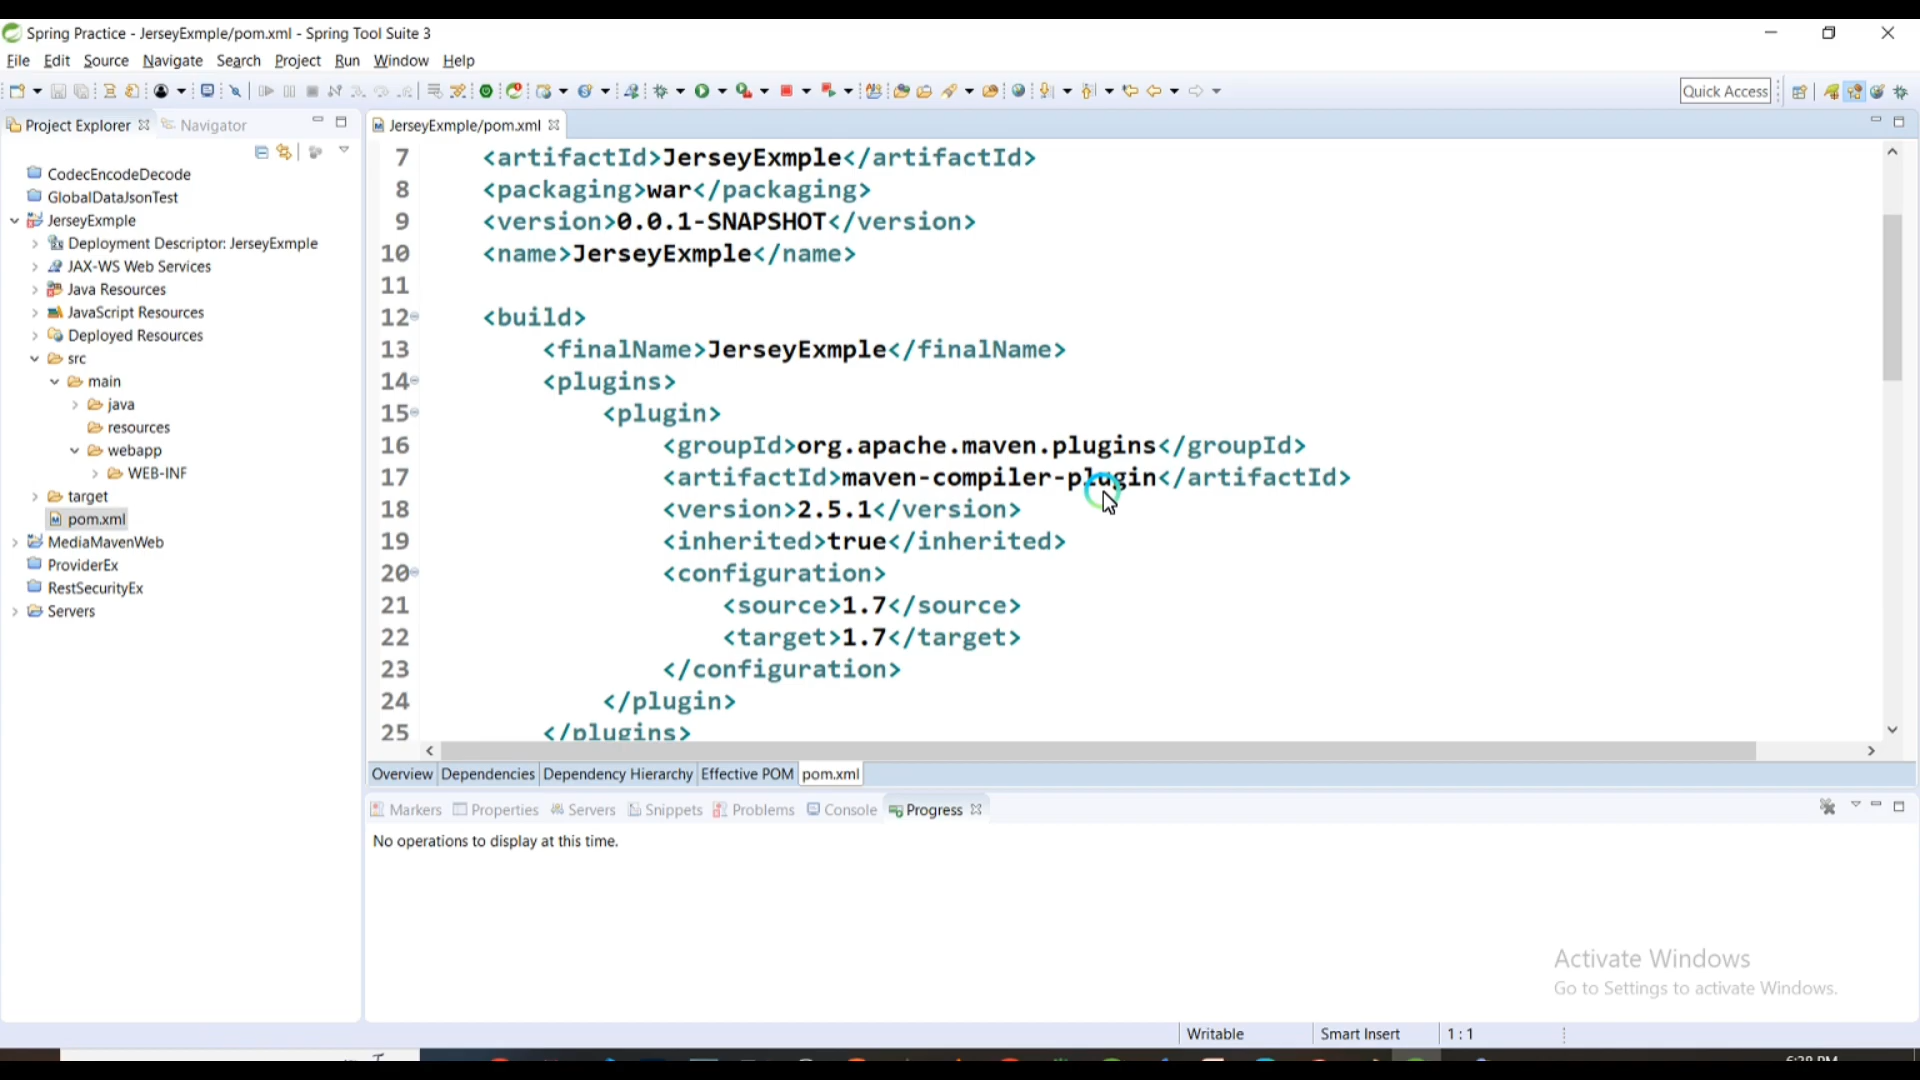 Spring Practice - JerseyExmple/pom.xml - Spring Tool Suite 3
File Edit Source Navigate Search Project Run Window Help
Quick Access
Project Explorer Navigator
JerseyExmple/pom.xml
CodecEncodeDecode
GlobalDataJsonTest
JerseyExmple
Deployment Descriptor: JerseyExmple
JAX-WS Web Services
Java Resources
JavaScript Resources
Deployed Resources
src
main
java
resources
webapp
WEB-INF
target
pom.xml
MediaMavenWeb
ProviderEx
RestSecurityEx
Servers
7 <artifactId>JerseyExmple</artifactId>
8 <packaging>war</packaging>
9 <version>0.0.1-SNAPSHOT</version>
10 <name>JerseyExmple</name>
11
12 <build>
13 <finalName>JerseyExmple</finalName>
14 <plugins>
15 <plugin>
16 <groupId>org.apache.maven.plugins</groupId>
17 <artifactId>maven-compiler-plugin</artifactId>
18 <version>2.5.1</version>
19 <inherited>true</inherited>
20 <configuration>
21 <source>1.7</source>
22 <target>1.7</target>
23 </configuration>
24 </plugin>
25 </plugins>
Overview Dependencies Dependency Hierarchy Effective POM pom.xml
Markers Properties Servers Snippets Problems Console Progress
No operations to display at this time.
Activate Windows
Go to Settings to activate Windows.
Writable Smart Insert 1 : 1